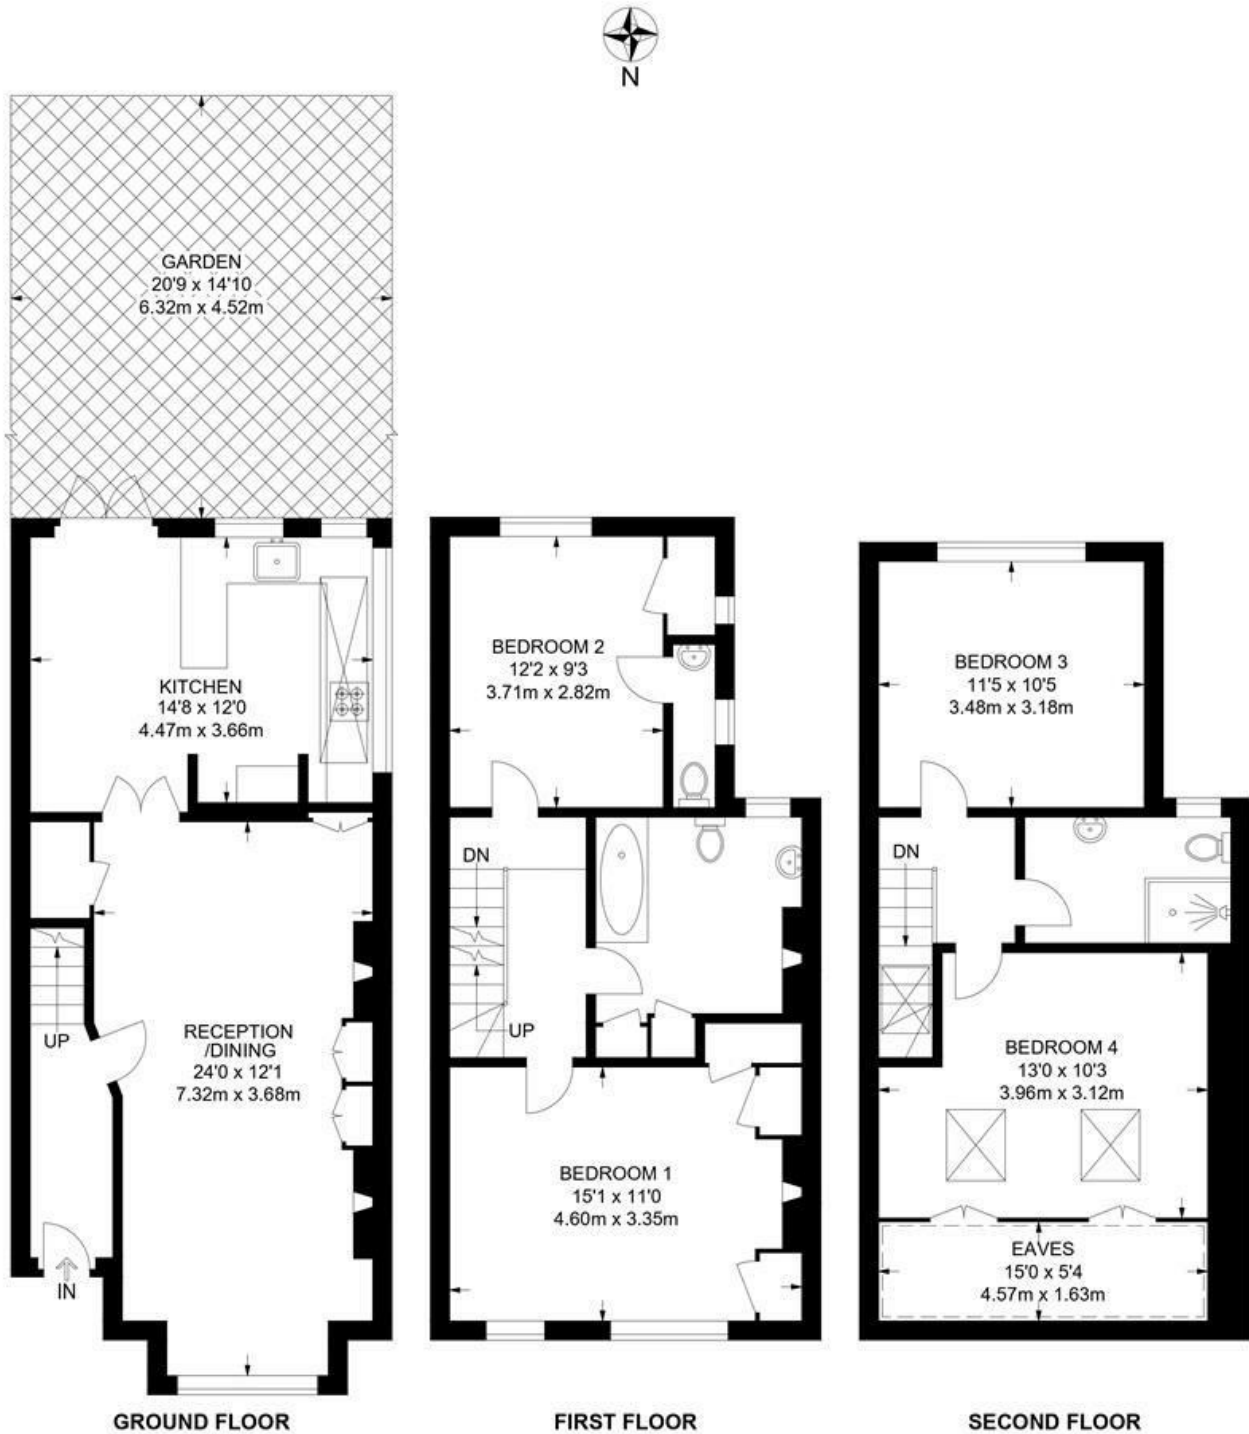 N
GARDEN
20'9 x 14'10
6.32m x 4.52m
KITCHEN
14'8 x 12'0
4.47m x 3.66m
UP
RECEPTION
/DINING
24'0 x 12'1
7.32m x 3.68m
IN
GROUND FLOOR
BEDROOM 2
12'2 x 9'3
3.71m x 2.82m
DN
UP
BEDROOM 1
15'1 x 11'0
4.60m x 3.35m
FIRST FLOOR
BEDROOM 3
11'5 x 10'5
3.48m x 3.18m
DN
BEDROOM 4
13'0 x 10'3
3.96m x 3.12m
EAVES
15'0 x 5'4
4.57m x 1.63m
SECOND FLOOR